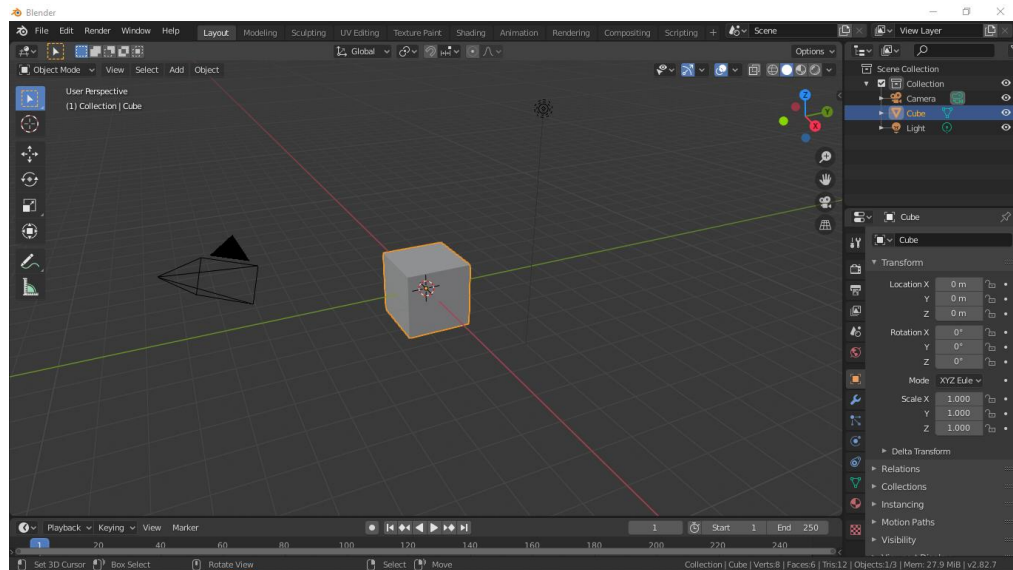 Blender
File Edit Render Window Help Layout Modeling Sculpting UV Editing Texture Paint Shading Animation Rendering Compositing Scripting + Scene View Layer
Global Options
Object Mode View Select Add Object
User Perspective
(1) Collection | Cube
Z
Y
X
Scene Collection
Collection
Camera
Cube
Light
Cube
Cube
Transform
Location X 0 m
Y 0 m
Z 0 m
Rotation X 0°
Y 0°
Z 0°
Mode XYZ Eule
Scale X 1.000
Y 1.000
Z 1.000
Delta Transform
Relations
Collections
Instancing
Motion Paths
Visibility
Playback Keying View Marker 1 Start 1 End 250
1 20 40 60 80 100 120 140 160 180 200 220 240
Set 3D Cursor Box Select Rotate View Select Move Collection | Cube | Verts:8 | Faces:6 | Tris:12 | Objects:1/3 | Mem: 27.9 MiB | v2.82.7